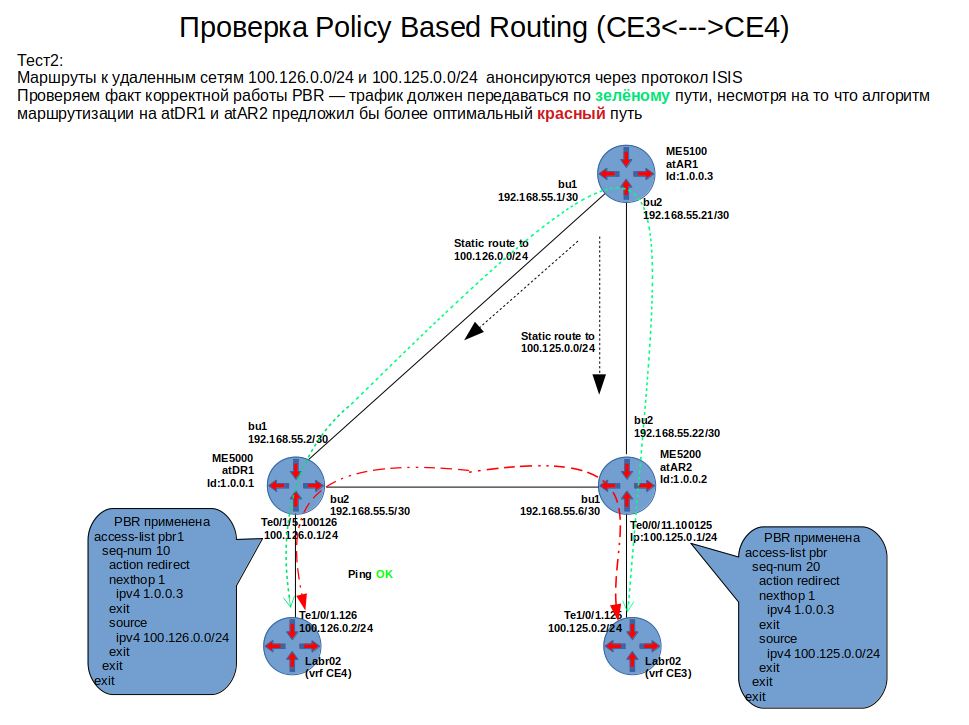 Проверка Policy Based Routing (CE3<--->CE4)
Тест2:
Маршруты к удаленным сетям 100.126.0.0/24 и 100.125.0.0/24 анонсируются через протокол ISIS
Проверяем факт корректной работы PBR — трафик должен передаваться по зелёному пути, несмотря на то что алгоритм
маршрутизации на atDR1 и atAR2 предложил бы более оптимальный красный путь
ME5100
atAR1
Id:1.0.0.3
bu1
192.168.55.1/30
bu2
192.168.55.21/30
Static route to
100.126.0.0/24
Static route to
100.125.0.0/24
bu1
192.168.55.2/30
bu2
192.168.55.22/30
ME5000
atDR1
Id:1.0.0.1
ME5200
atAR2
Id:1.0.0.2
bu2
192.168.55.5/30
bu1
192.168.55.6/30
Te0/1/5,100126
100.126.0.1/24
Te0/0/11.100125
Ip:100.125.0.1/24
PBR применена
access-list pbr1
seq-num 10
action redirect
nexthop 1
ipv4 1.0.0.3
exit
source
ipv4 100.126.0.0/24
exit
exit
exit
Ping OK
PBR применена
access-list pbr
seq-num 20
action redirect
nexthop 1
ipv4 1.0.0.3
exit
source
ipv4 100.125.0.0/24
exit
exit
exit
Te1/0/1.126
100.126.0.2/24
Labr02
(vrf CE4)
Te1/0/1.125
100.125.0.2/24
Labr02
(vrf CE3)